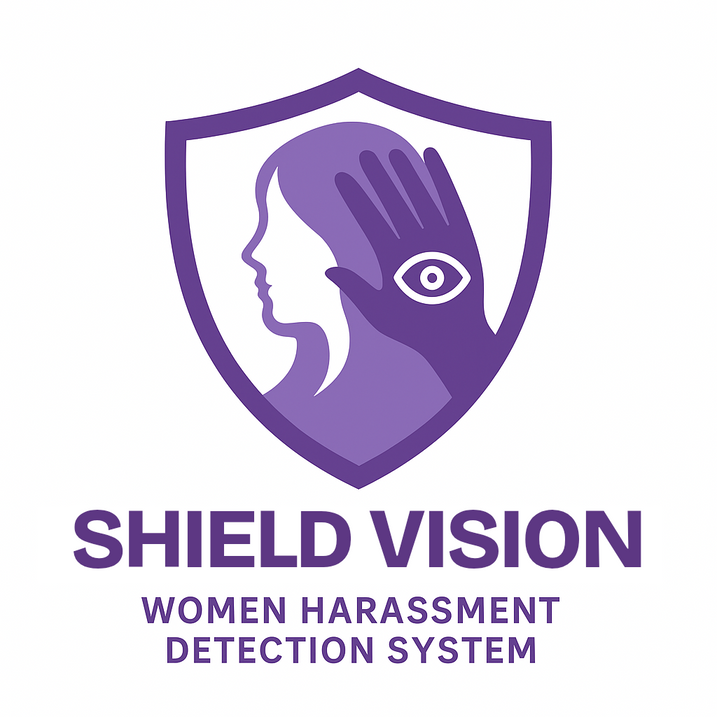 SHIELD VISION
WOMEN HARASSMENT
DETECTION SYSTEM